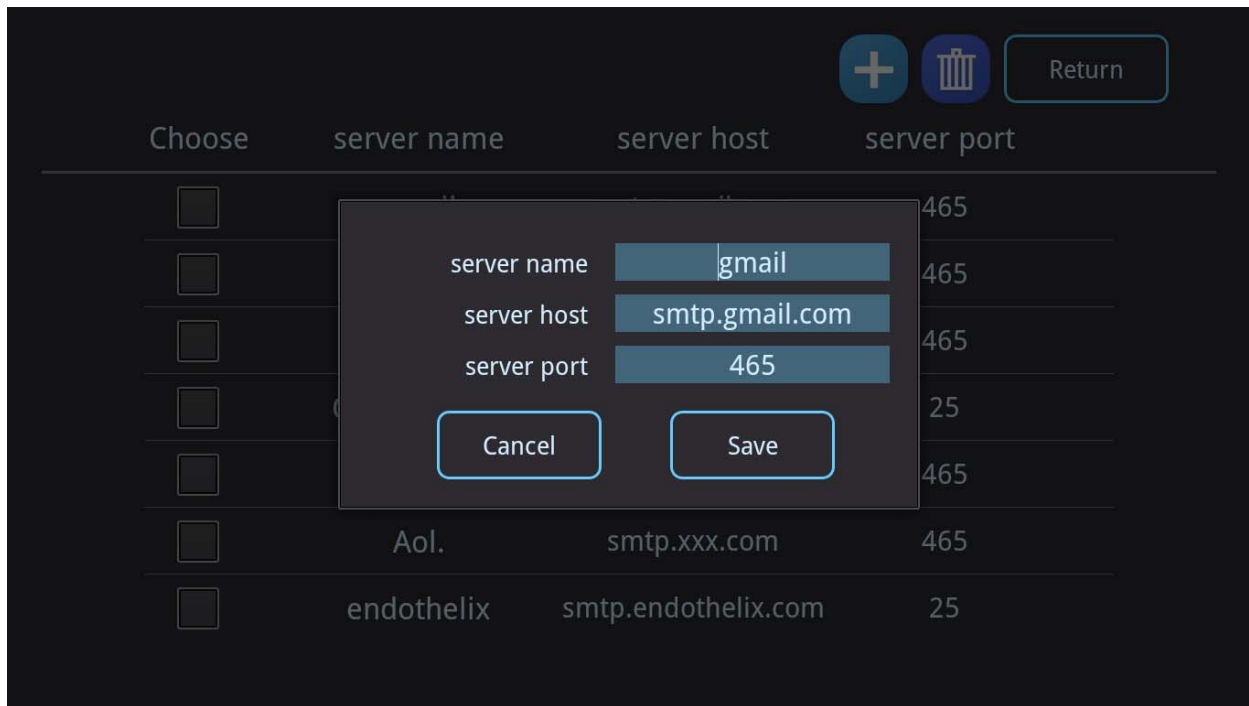 Return
Choose server name server host server port
465
server name gmail
465
server host smtp.gmail.com
465
server port 465
25
Cancel Save
465
Aol. smtp.xxx.com 465
endothelix smtp.endothelix.com 25